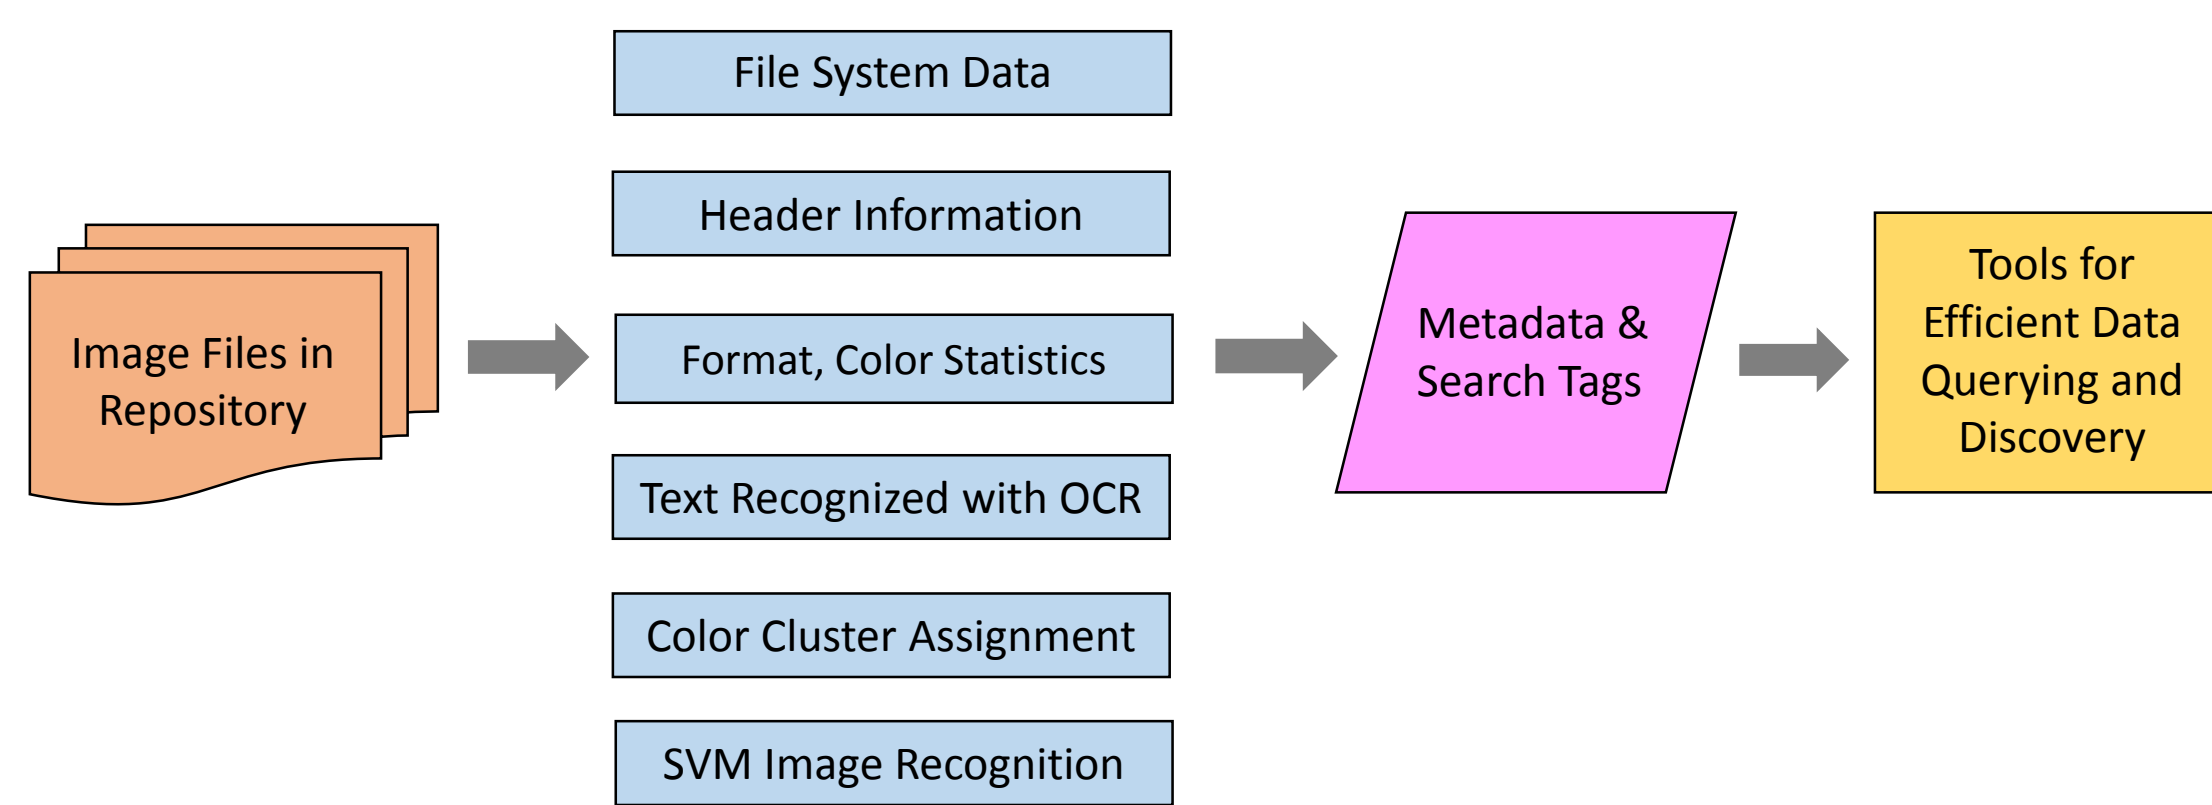 Image Files in
Repository
File System Data
Header Information
Format, Color Statistics
Text Recognized with OCR
Color Cluster Assignment
SVM Image Recognition
Metadata &
Search Tags
Tools for
Efficient Data
Querying and
Discovery